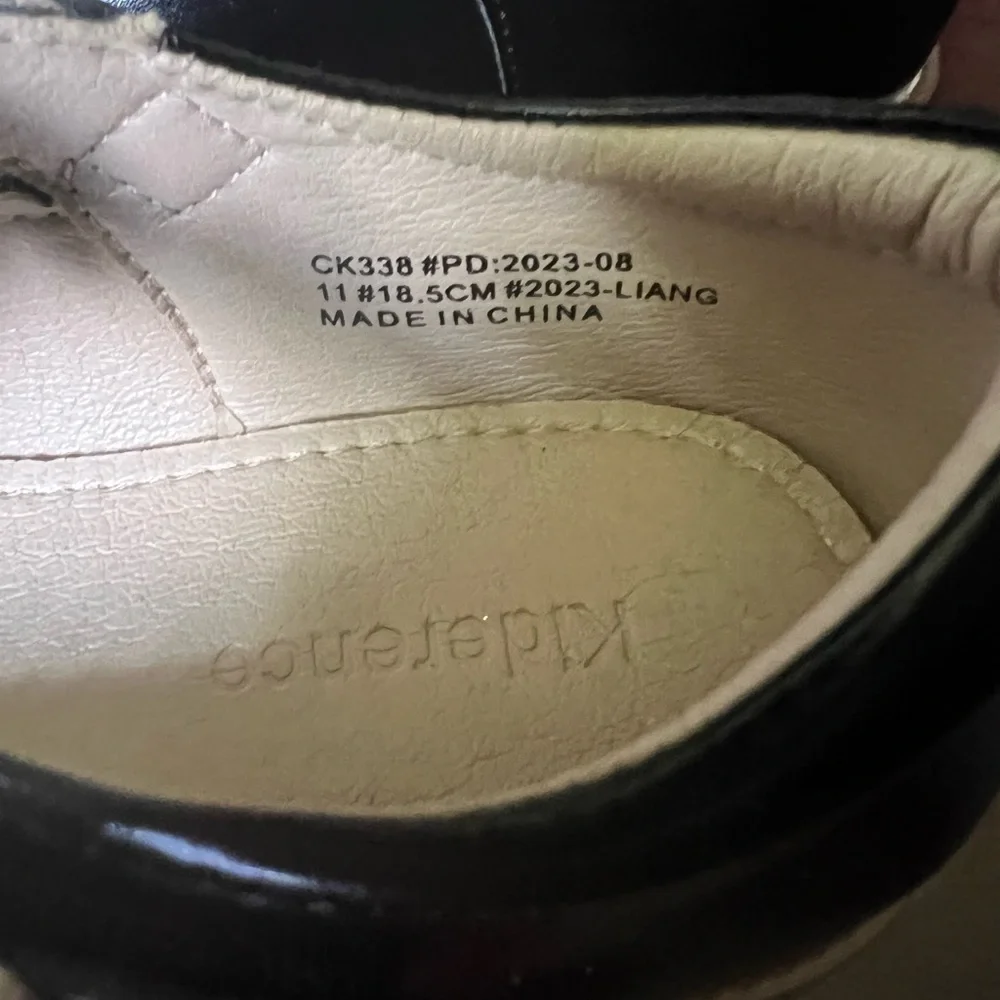 CK338 #PD:2023-08
11 #18.5CM #2023-LIANG
MADE IN CHINA
Kiderence